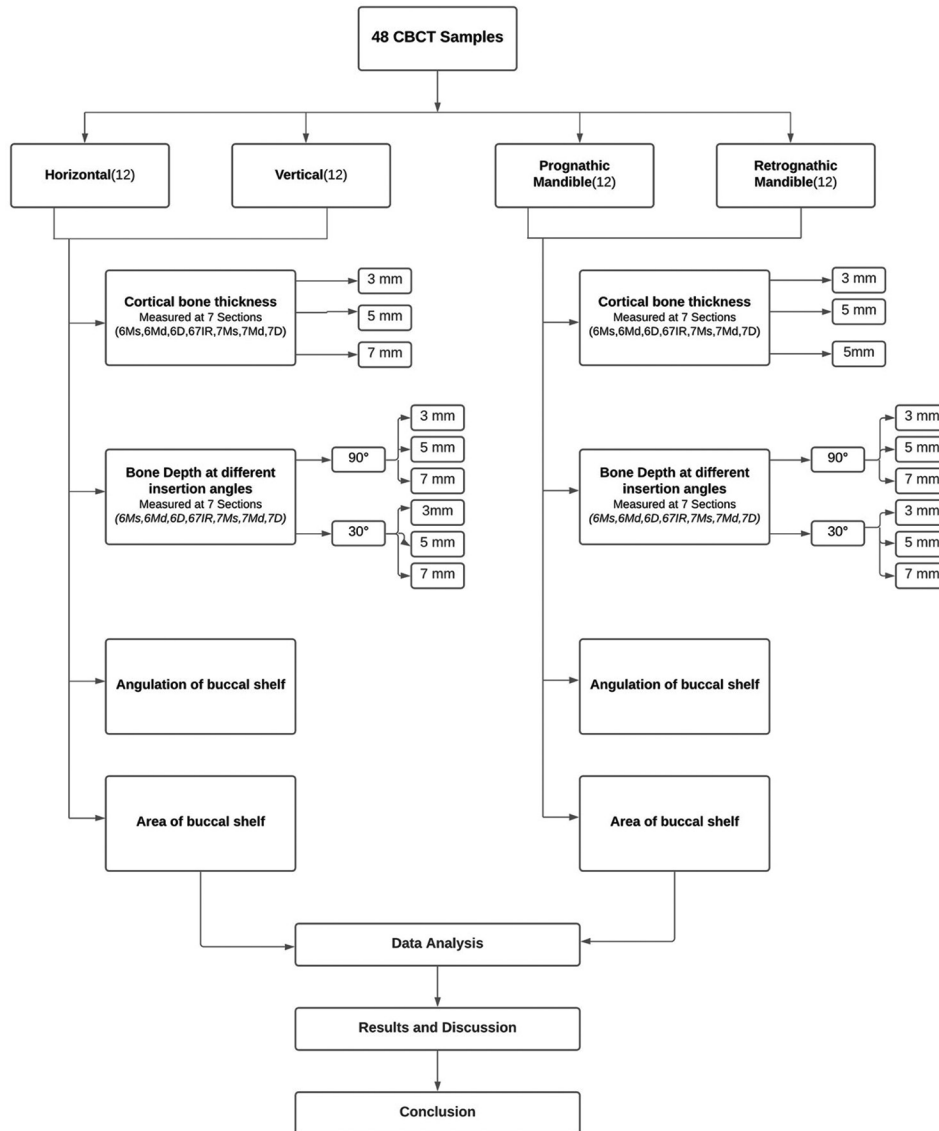 48 CBCT Samples
Horizontal(12)
Vertical(12)
Prognathic
Mandible(12)
Retrognathic
Mandible(12)
Cortical bone thickness
Measured at 7 Sections
(6Ms,6Md,6D,67IR,7Ms,7Md,7D)
3 mm
5 mm
7 mm
Bone Depth at different
insertion angles
Measured at 7 Sections
(6Ms,6Md,6D,67IR,7Ms,7Md,7D)
90°
3 mm
5 mm
7 mm
30°
3mm
5 mm
7 mm
Angulation of buccal shelf
Area of buccal shelf
Cortical bone thickness
Measured at 7 Sections
(6Ms,6Md,6D,67IR,7Ms,7Md,7D)
3 mm
5 mm
5mm
Bone Depth at different
insertion angles
Measured at 7 Sections
(6Ms,6Md,6D,67IR,7Ms,7Md,7D)
90°
3 mm
5 mm
7 mm
30°
3 mm
5 mm
7 mm
Angulation of buccal shelf
Area of buccal shelf
Data Analysis
Results and Discussion
Conclusion